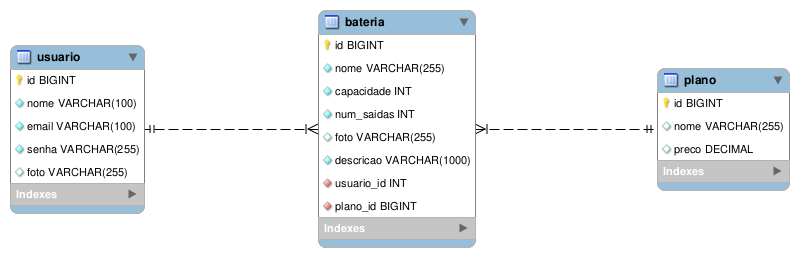 usuario
id BIGINT
nome VARCHAR(100)
email VARCHAR(100)
senha VARCHAR(255)
foto VARCHAR(255)
Indexes
bateria
id BIGINT
nome VARCHAR(255)
capacidade INT
num_saidas INT
foto VARCHAR(255)
descricao VARCHAR(1000)
usuario_id INT
plano_id BIGINT
Indexes
plano
id BIGINT
nome VARCHAR(255)
preco DECIMAL
Indexes